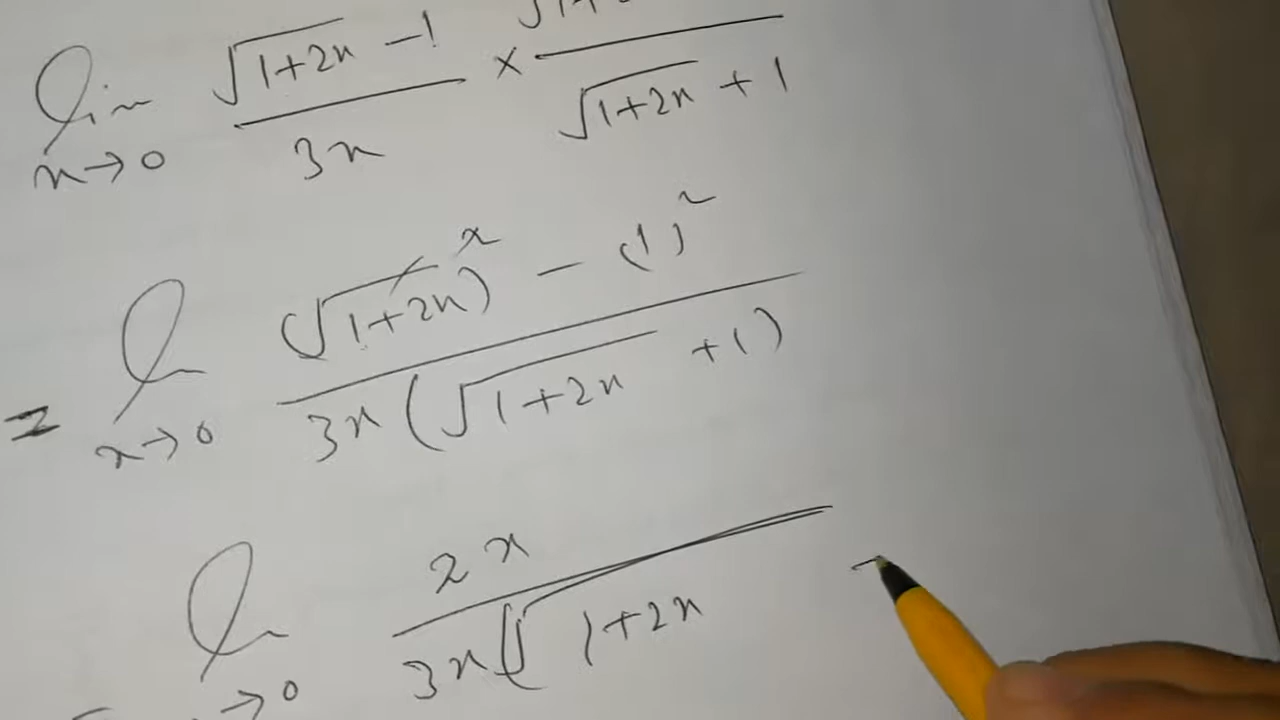 lim x→0 √(1+2x) −1 / 3x × √1+ / √(1+2x) + 1
= lim x→0 (√(1+2x))² − (1)² / 3x(√(1+2x) +1)
lim →0 2x / 3x(√(1+2x)